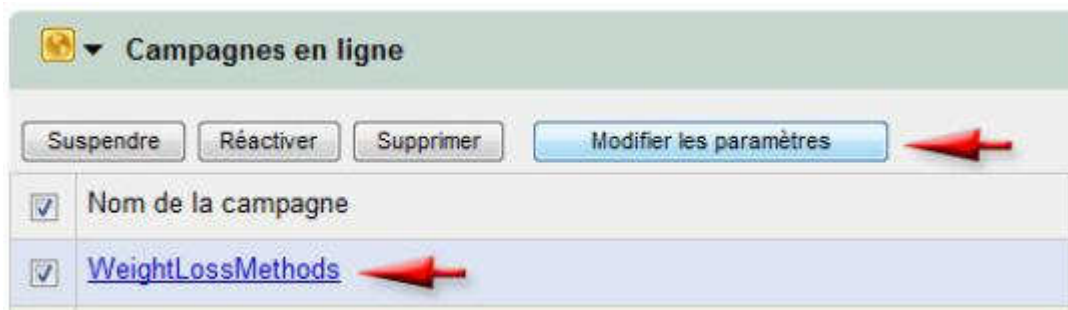 Campagnes en ligne
Suspendre Réactiver Supprimer Modifier les paramètres
Nom de la campagne
WeightLossMethods